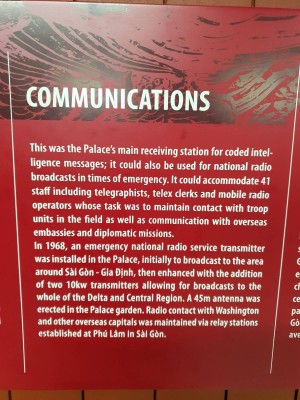 COMMUNICATIONS
This was the Palace's main receiving station for coded intel-
ligence messages; it could also be used for national radio
broadcasts in times of emergency. It could accommodate 41
staff including telegraphists, telex clerks and mobile radio
operators whose task was to maintain contact with troop
units in the field as well as communication with overseas
embassies and diplomatic missions.
In 1968, an emergency national radio service transmitter
was installed in the Palace, initially to broadcast to the area
around Sài Gòn - Gia Định, then enhanced with the addition
of two 10kw transmitters allowing for broadcasts to the
whole of the Delta and Central Region. A 45m antenna was
erected in the Palace garden. Radio contact with Washington
and other overseas capitals was maintained via relay stations
established at Phú Lâm in Sài Gòn.